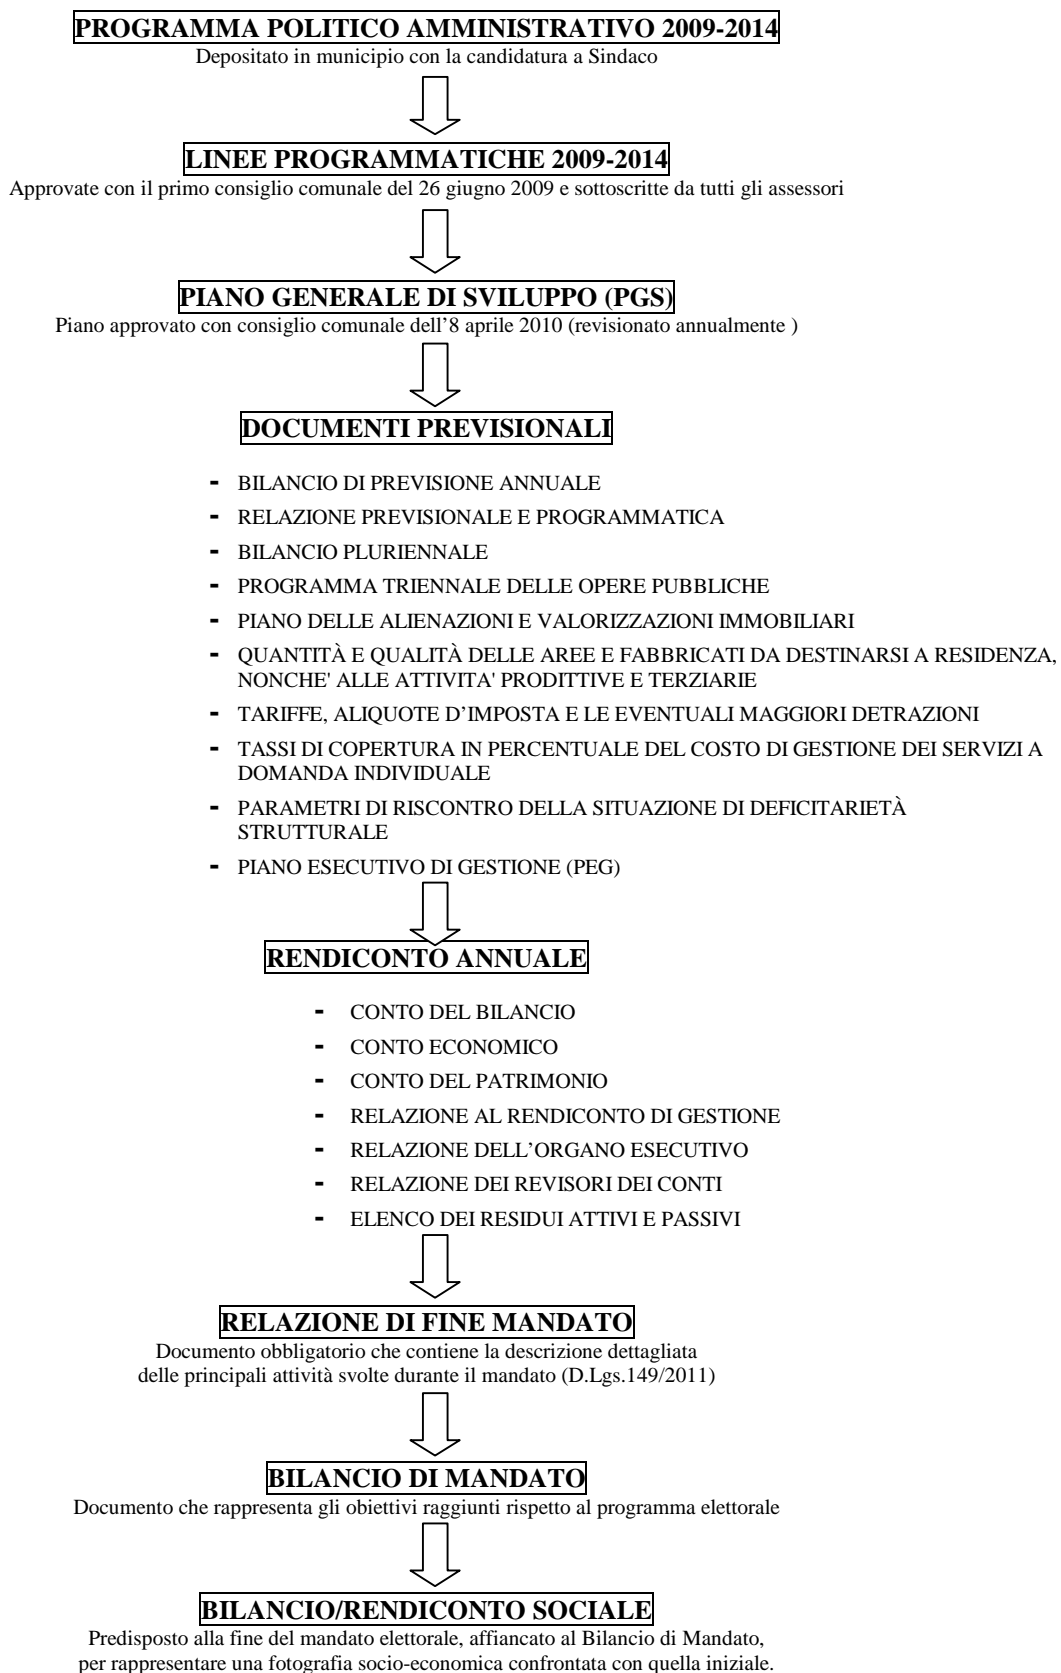 PROGRAMMA POLITICO AMMINISTRATIVO 2009-2014
Depositato in municipio con la candidatura a Sindaco
LINEE PROGRAMMATICHE 2009-2014
Approvate con il primo consiglio comunale del 26 giugno 2009 e sottoscritte da tutti gli assessori
PIANO GENERALE DI SVILUPPO (PGS)
Piano approvato con consiglio comunale dell’8 aprile 2010 (revisionato annualmente )
DOCUMENTI PREVISIONALI
- BILANCIO DI PREVISIONE ANNUALE
- RELAZIONE PREVISIONALE E PROGRAMMATICA
- BILANCIO PLURIENNALE
- PROGRAMMA TRIENNALE DELLE OPERE PUBBLICHE
- PIANO DELLE ALIENAZIONI E VALORIZZAZIONI IMMOBILIARI
- QUANTITÀ E QUALITÀ DELLE AREE E FABBRICATI DA DESTINARSI A RESIDENZA,
NONCHE' ALLE ATTIVITA' PRODITTIVE E TERZIARIE
- TARIFFE, ALIQUOTE D’IMPOSTA E LE EVENTUALI MAGGIORI DETRAZIONI
- TASSI DI COPERTURA IN PERCENTUALE DEL COSTO DI GESTIONE DEI SERVIZI A
DOMANDA INDIVIDUALE
- PARAMETRI DI RISCONTRO DELLA SITUAZIONE DI DEFICITARIETÀ
STRUTTURALE
- PIANO ESECUTIVO DI GESTIONE (PEG)
RENDICONTO ANNUALE
- CONTO DEL BILANCIO
- CONTO ECONOMICO
- CONTO DEL PATRIMONIO
- RELAZIONE AL RENDICONTO DI GESTIONE
- RELAZIONE DELL’ORGANO ESECUTIVO
- RELAZIONE DEI REVISORI DEI CONTI
- ELENCO DEI RESIDUI ATTIVI E PASSIVI
RELAZIONE DI FINE MANDATO
Documento obbligatorio che contiene la descrizione dettagliata
delle principali attività svolte durante il mandato (D.Lgs.149/2011)
BILANCIO DI MANDATO
Documento che rappresenta gli obiettivi raggiunti rispetto al programma elettorale
BILANCIO/RENDICONTO SOCIALE
Predisposto alla fine del mandato elettorale, affiancato al Bilancio di Mandato,
per rappresentare una fotografia socio-economica confrontata con quella iniziale.